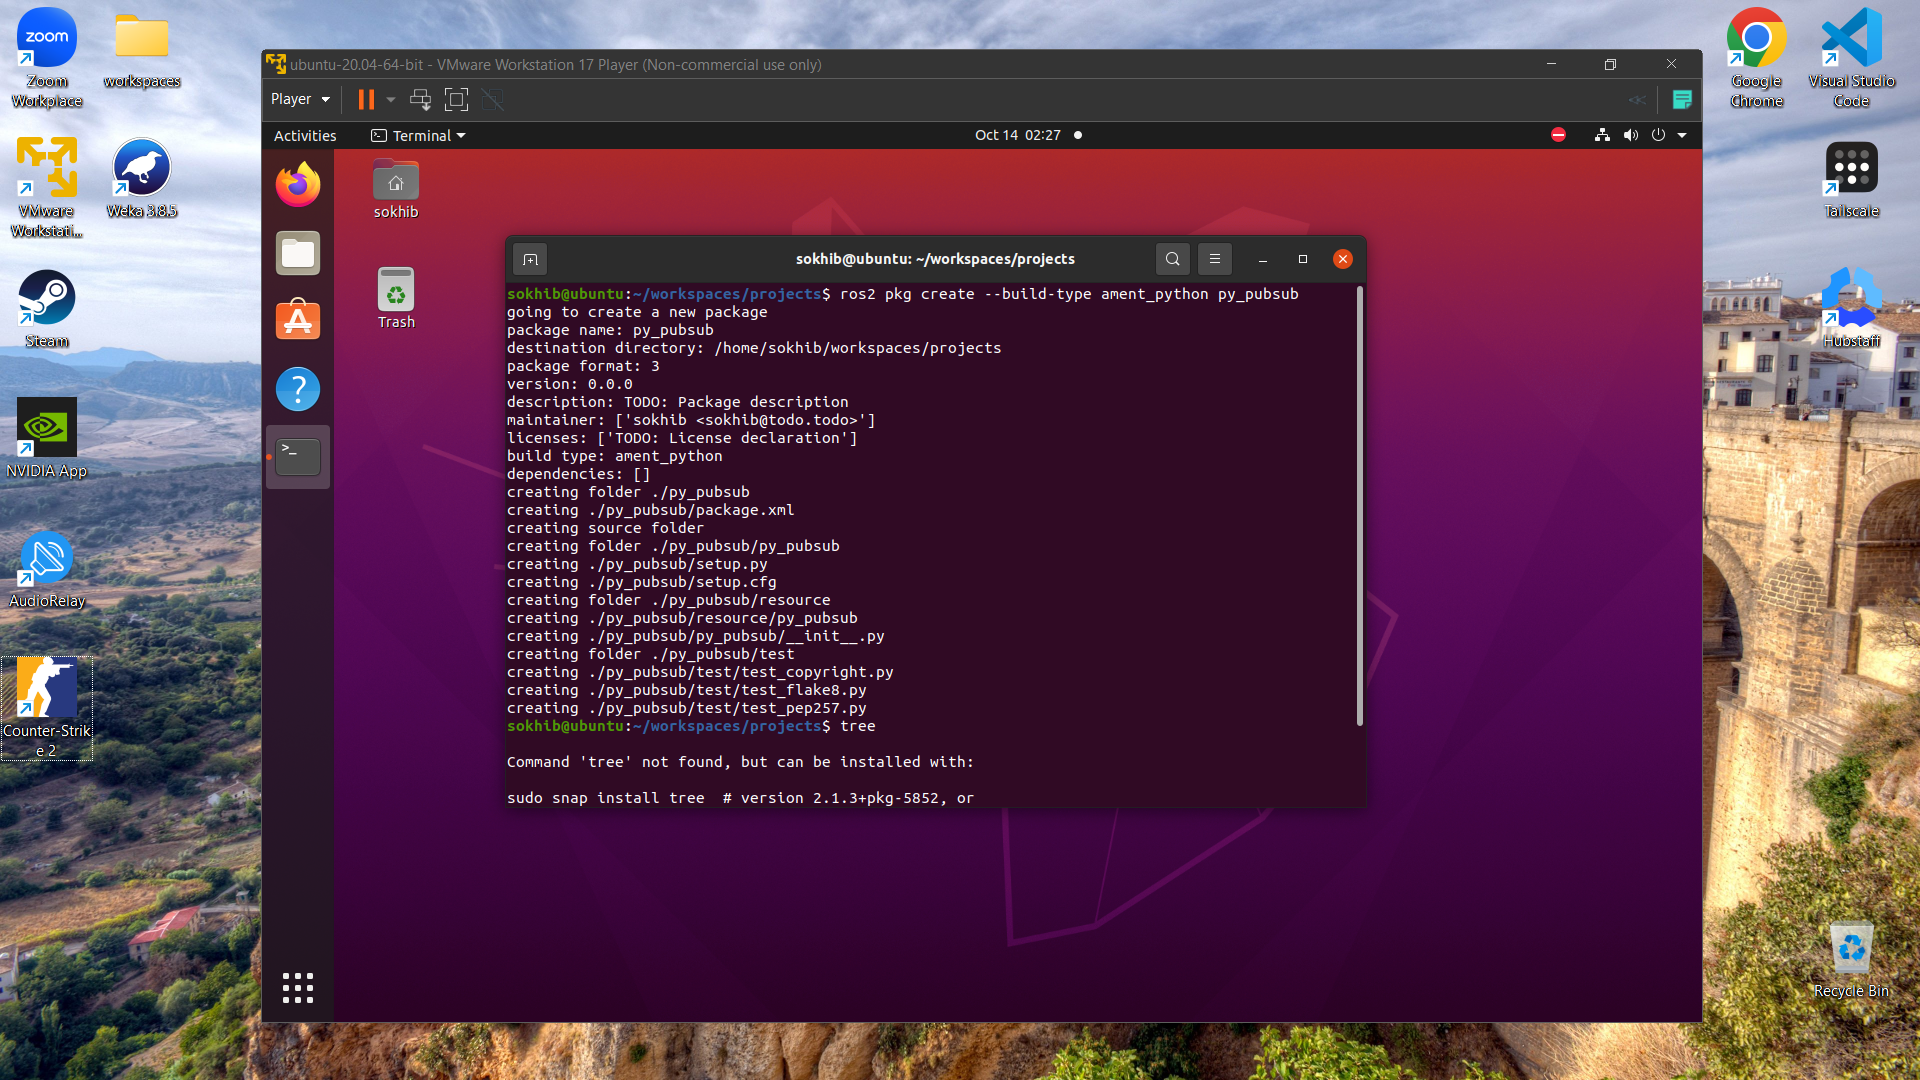 zoom
Zoom
Workplace
workspaces
VMware
Workstati...
Weka 3.8.5
Steam
NVIDIA App
AudioRelay
Counter-Strik
e 2
ubuntu-20.04-64-bit - VMware Workstation 17 Player (Non-commercial use only)
Player
Activities
Terminal
Oct 14 02:27
sokhib
Trash
sokhib@ubuntu: ~/workspaces/projects
sokhib@ubuntu:~/workspaces/projects$ ros2 pkg create --build-type ament_python py_pubsub
going to create a new package
package name: py_pubsub
destination directory: /home/sokhib/workspaces/projects
package format: 3
version: 0.0.0
description: TODO: Package description
maintainer: ['sokhib <sokhib@todo.todo>']
licenses: ['TODO: License declaration']
build type: ament_python
dependencies: []
creating folder ./py_pubsub
creating ./py_pubsub/package.xml
creating source folder
creating folder ./py_pubsub/py_pubsub
creating ./py_pubsub/setup.py
creating ./py_pubsub/setup.cfg
creating folder ./py_pubsub/resource
creating ./py_pubsub/resource/py_pubsub
creating ./py_pubsub/py_pubsub/__init__.py
creating folder ./py_pubsub/test
creating ./py_pubsub/test/test_copyright.py
creating ./py_pubsub/test/test_flake8.py
creating ./py_pubsub/test/test_pep257.py
sokhib@ubuntu:~/workspaces/projects$ tree
Command 'tree' not found, but can be installed with:
sudo snap install tree  # version 2.1.3+pkg-5852, or
Google
Chrome
Visual Studio
Code
Tailscale
Hubstaff
Recycle Bin